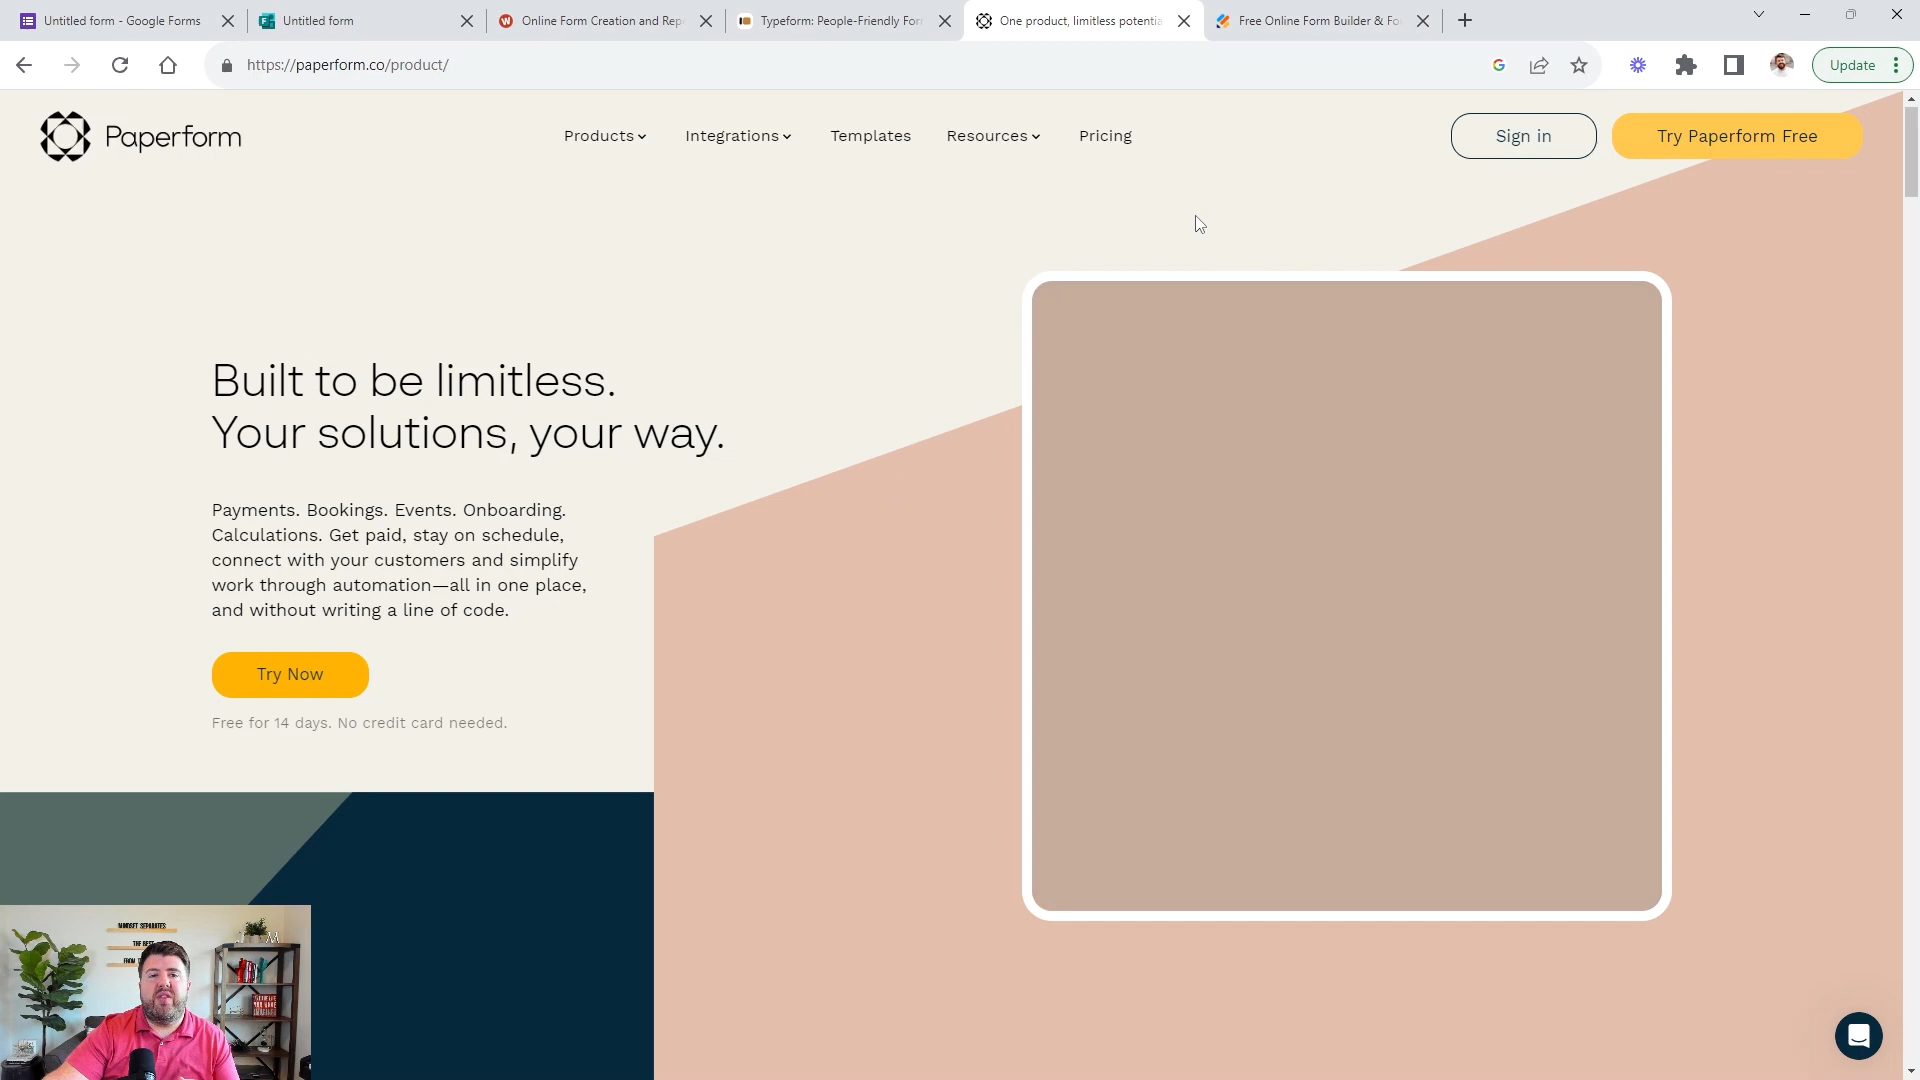 Untitled form - Google Forms
Untitled form
Online Form Creation and Rep
Typeform: People-Friendly For
One product, limitless potentia
Free Online Form Builder & Fo
https://paperform.co/product/
Update
Paperform
Products
Integrations
Templates
Resources
Pricing
Sign in
Try Paperform Free
Built to be limitless.
Your solutions, your way.
Payments. Bookings. Events. Onboarding.
Calculations. Get paid, stay on schedule,
connect with your customers and simplify
work through automation—all in one place,
and without writing a line of code.
Try Now
Free for 14 days. No credit card needed.
MINDSET SEPARATES
THE BEST